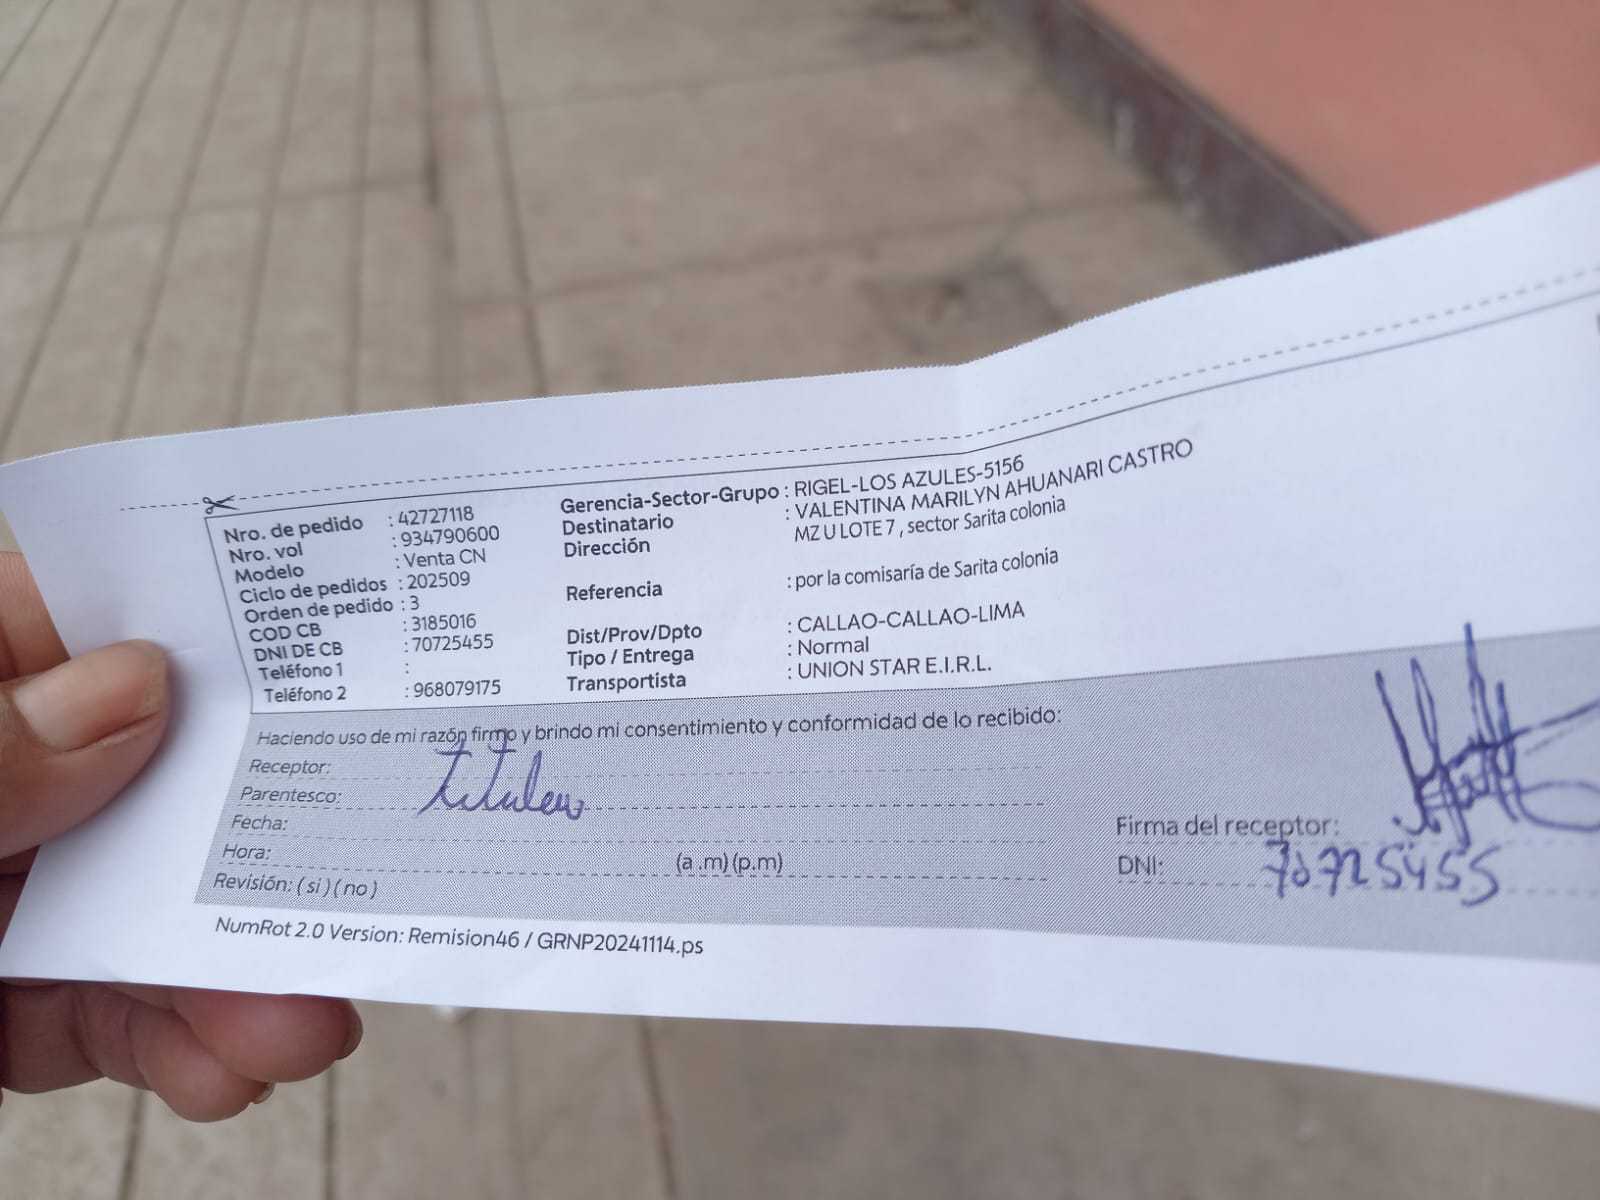 Nro. de pedido : 42727118
Nro. vol : 934790600
Modelo : Venta CN
Ciclo de pedidos : 202509
Orden de pedido : 3
COD CB : 3185016
DNI DE CB : 70725455
Teléfono 1 :
Teléfono 2 : 968079175
Gerencia-Sector-Grupo : RIGEL-LOS AZULES-5156
Destinatario : VALENTINA MARILYN AHUANARI CASTRO
Dirección MZ U LOTE 7 , sector Sarita colonia
Referencia : por la comisaría de Sarita colonia
Dist/Prov/Dpto : CALLAO-CALLAO-LIMA
Tipo / Entrega : Normal
Transportista : UNION STAR E.I.R.L.
Haciendo uso de mi razón firmo y brindo mi consentimiento y conformidad de lo recibido:
Receptor:
Parentesco: titular
Fecha:
Hora: (a .m) (p.m)
Revisión: ( si ) ( no )
Firma del receptor:
DNI: 70725455
NumRot 2.0 Version: Remision46 / GRNP20241114.ps